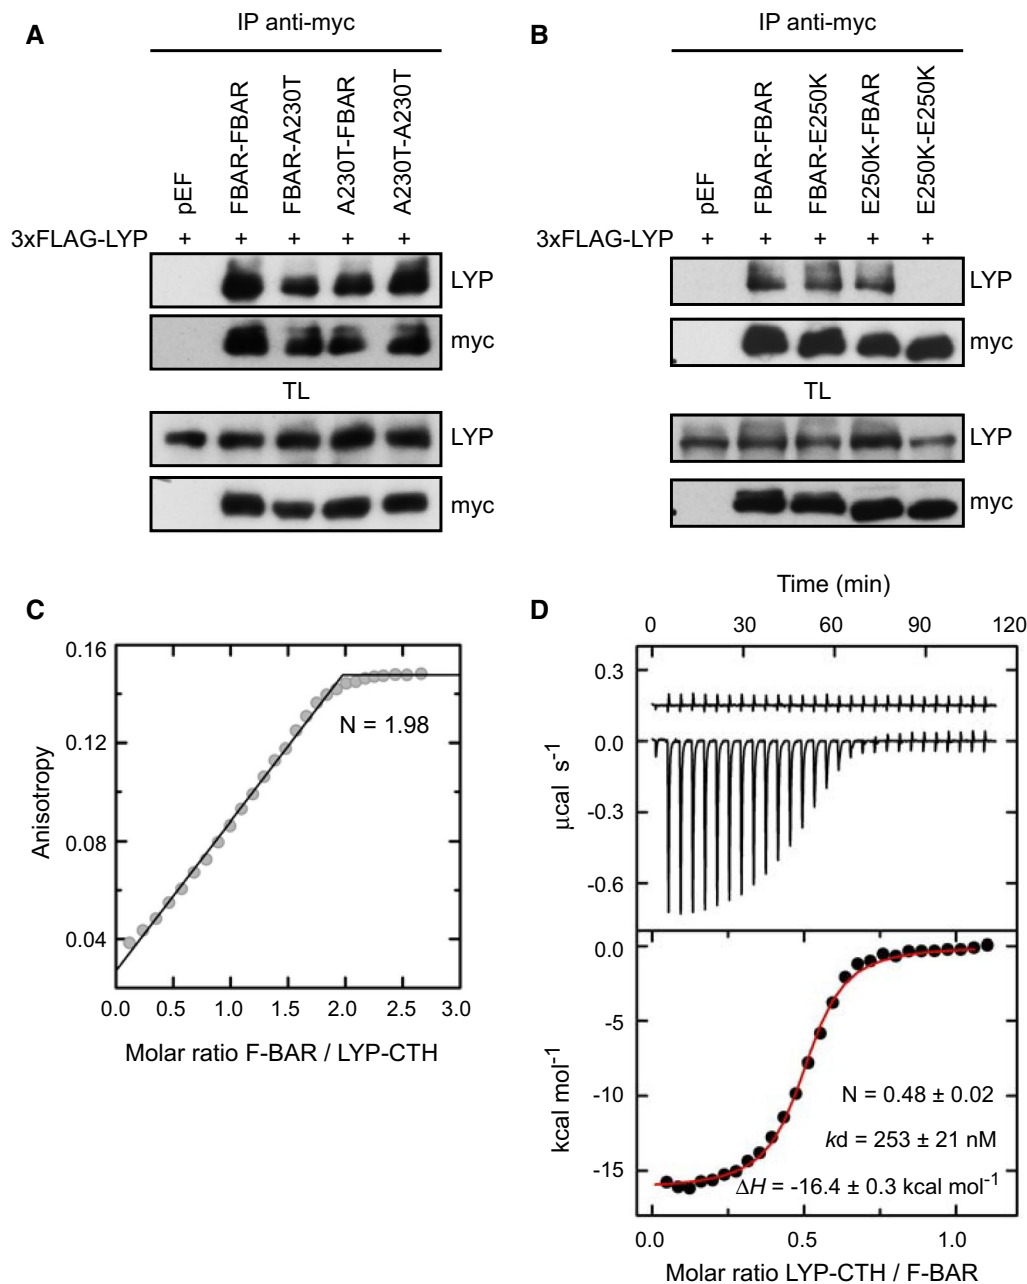 A
IP anti-myc
pEF
FBAR-FBAR
FBAR-A230T
A230T-FBAR
A230T-A230T
3xFLAG-LYP + + + + +
LYP
myc
TL
LYP
myc
B
IP anti-myc
pEF
FBAR-FBAR
FBAR-E250K
E250K-FBAR
E250K-E250K
3xFLAG-LYP + + + + +
LYP
myc
TL
LYP
myc
C
0.16
0.12
0.08
0.04
Anisotropy
N = 1.98
0.0 0.5 1.0 1.5 2.0 2.5 3.0
Molar ratio F-BAR / LYP-CTH
D
Time (min)
0 30 60 90 120
0.3
0.0
-0.3
-0.6
µcal s⁻¹
0.0
-5
-10
-15
kcal mol⁻¹
N = 0.48 ± 0.02
kd = 253 ± 21 nM
ΔH = -16.4 ± 0.3 kcal mol⁻¹
0.0 0.5 1.0
Molar ratio LYP-CTH / F-BAR